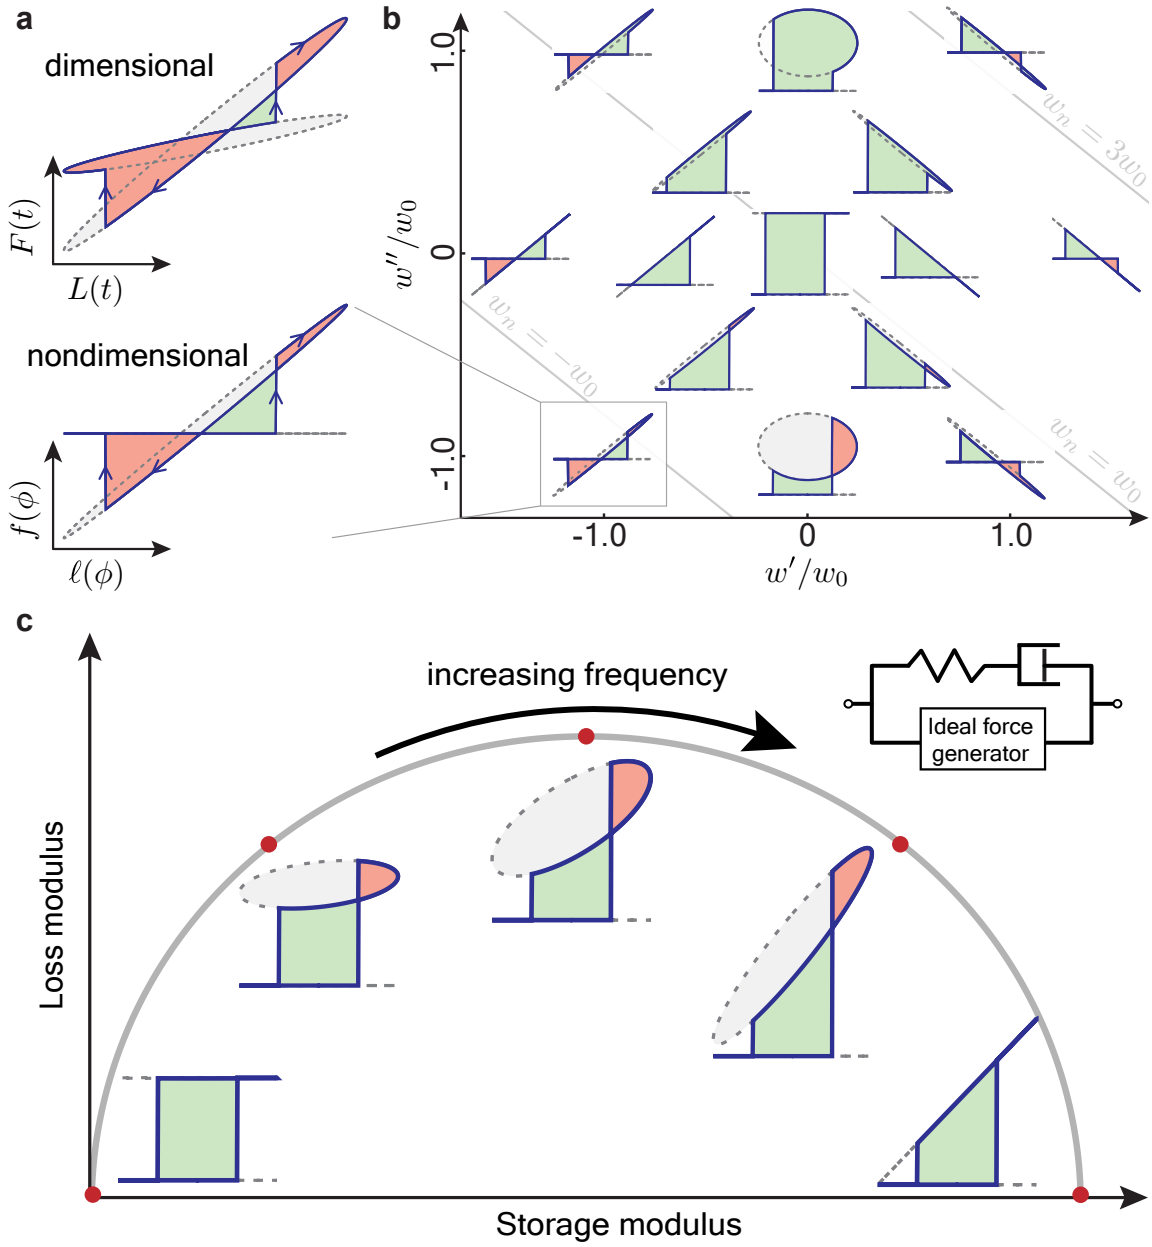 a
dimensional
F(t)
L(t)
nondimensional
f(ϕ)
ℓ(ϕ)
b
w''/w₀
1.0
0
-1.0
-1.0
0
1.0
w'/w₀
wₙ = 3w₀
wₙ = −w₀
wₙ = w₀
c
increasing frequency
Ideal force
generator
Loss modulus
Storage modulus